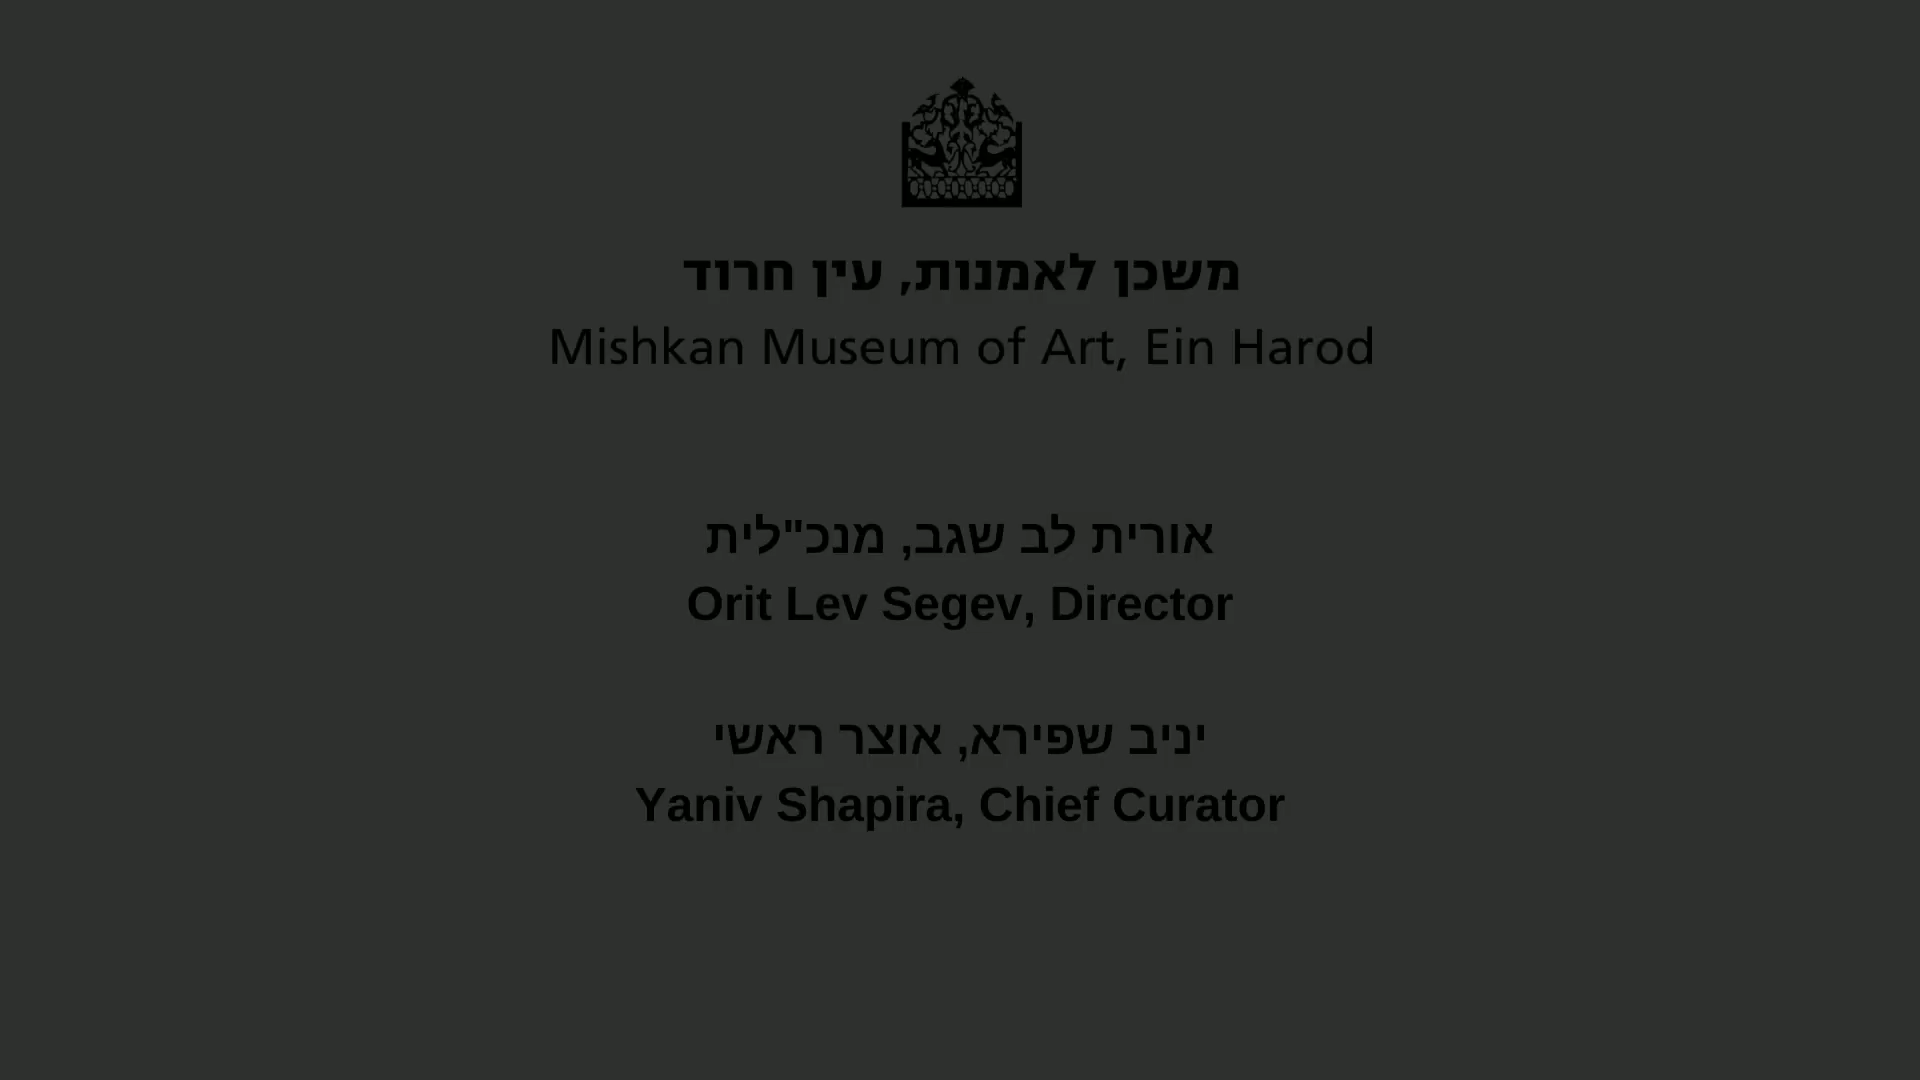 משכן לאמנות, עין חרוד
Mishkan Museum of Art, Ein Harod
אורית לב שגב, מנכ"לית
Orit Lev Segev, Director
יניב שפירא, אוצר ראשי
Yaniv Shapira, Chief Curator